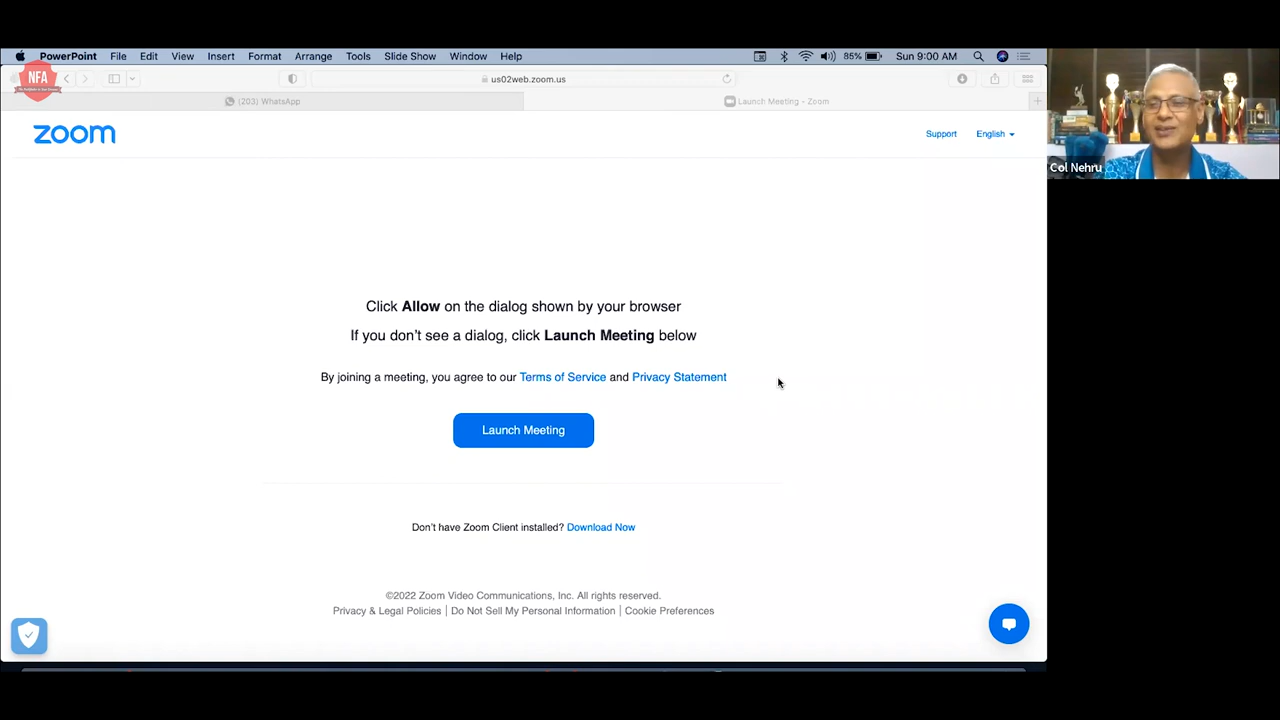 PowerPoint File Edit View Insert Format Arrange Tools Slide Show Window Help 85% Sun 9:00 AM
NFA
us02web.zoom.us
(203) WhatsApp Launch Meeting - Zoom
zoom Support English
Col Nehru
Click Allow on the dialog shown by your browser
If you don't see a dialog, click Launch Meeting below
By joining a meeting, you agree to our Terms of Service and Privacy Statement
Launch Meeting
Don't have Zoom Client installed? Download Now
©2022 Zoom Video Communications, Inc. All rights reserved.
Privacy & Legal Policies | Do Not Sell My Personal Information | Cookie Preferences